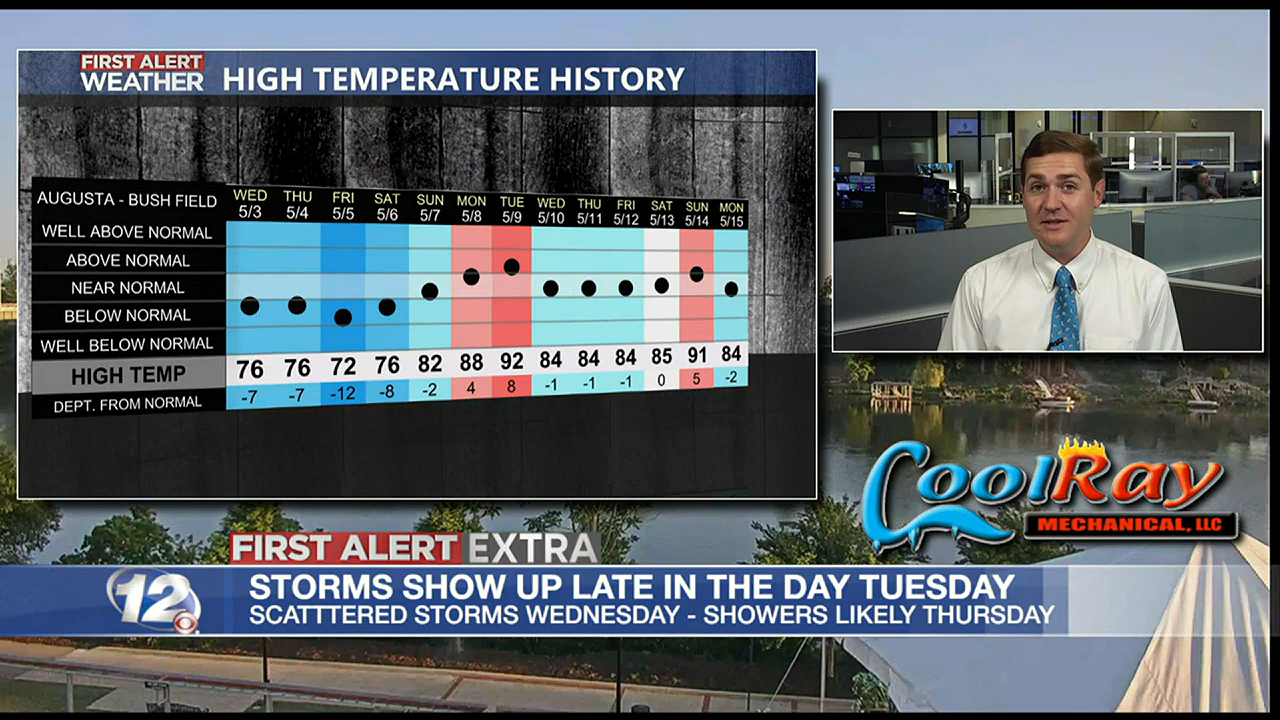 FIRST ALERT
WEATHER HIGH TEMPERATURE HISTORY
AUGUSTA - BUSH FIELD WED THU FRI SAT SUN MON TUE WED THU FRI SAT SUN MON
5/3 5/4 5/5 5/6 5/7 5/8 5/9 5/10 5/11 5/12 5/13 5/14 5/15
WELL ABOVE NORMAL
ABOVE NORMAL
NEAR NORMAL
BELOW NORMAL
WELL BELOW NORMAL
HIGH TEMP 76 76 72 76 82 88 92 84 84 84 85 91 84
DEPT. FROM NORMAL -7 -7 -12 -8 -2 4 8 -1 -1 -1 0 5 -2
CoolRay
MECHANICAL, LLC
FIRST ALERT EXTRA
12
STORMS SHOW UP LATE IN THE DAY TUESDAY
SCATTTERED STORMS WEDNESDAY - SHOWERS LIKELY THURSDAY